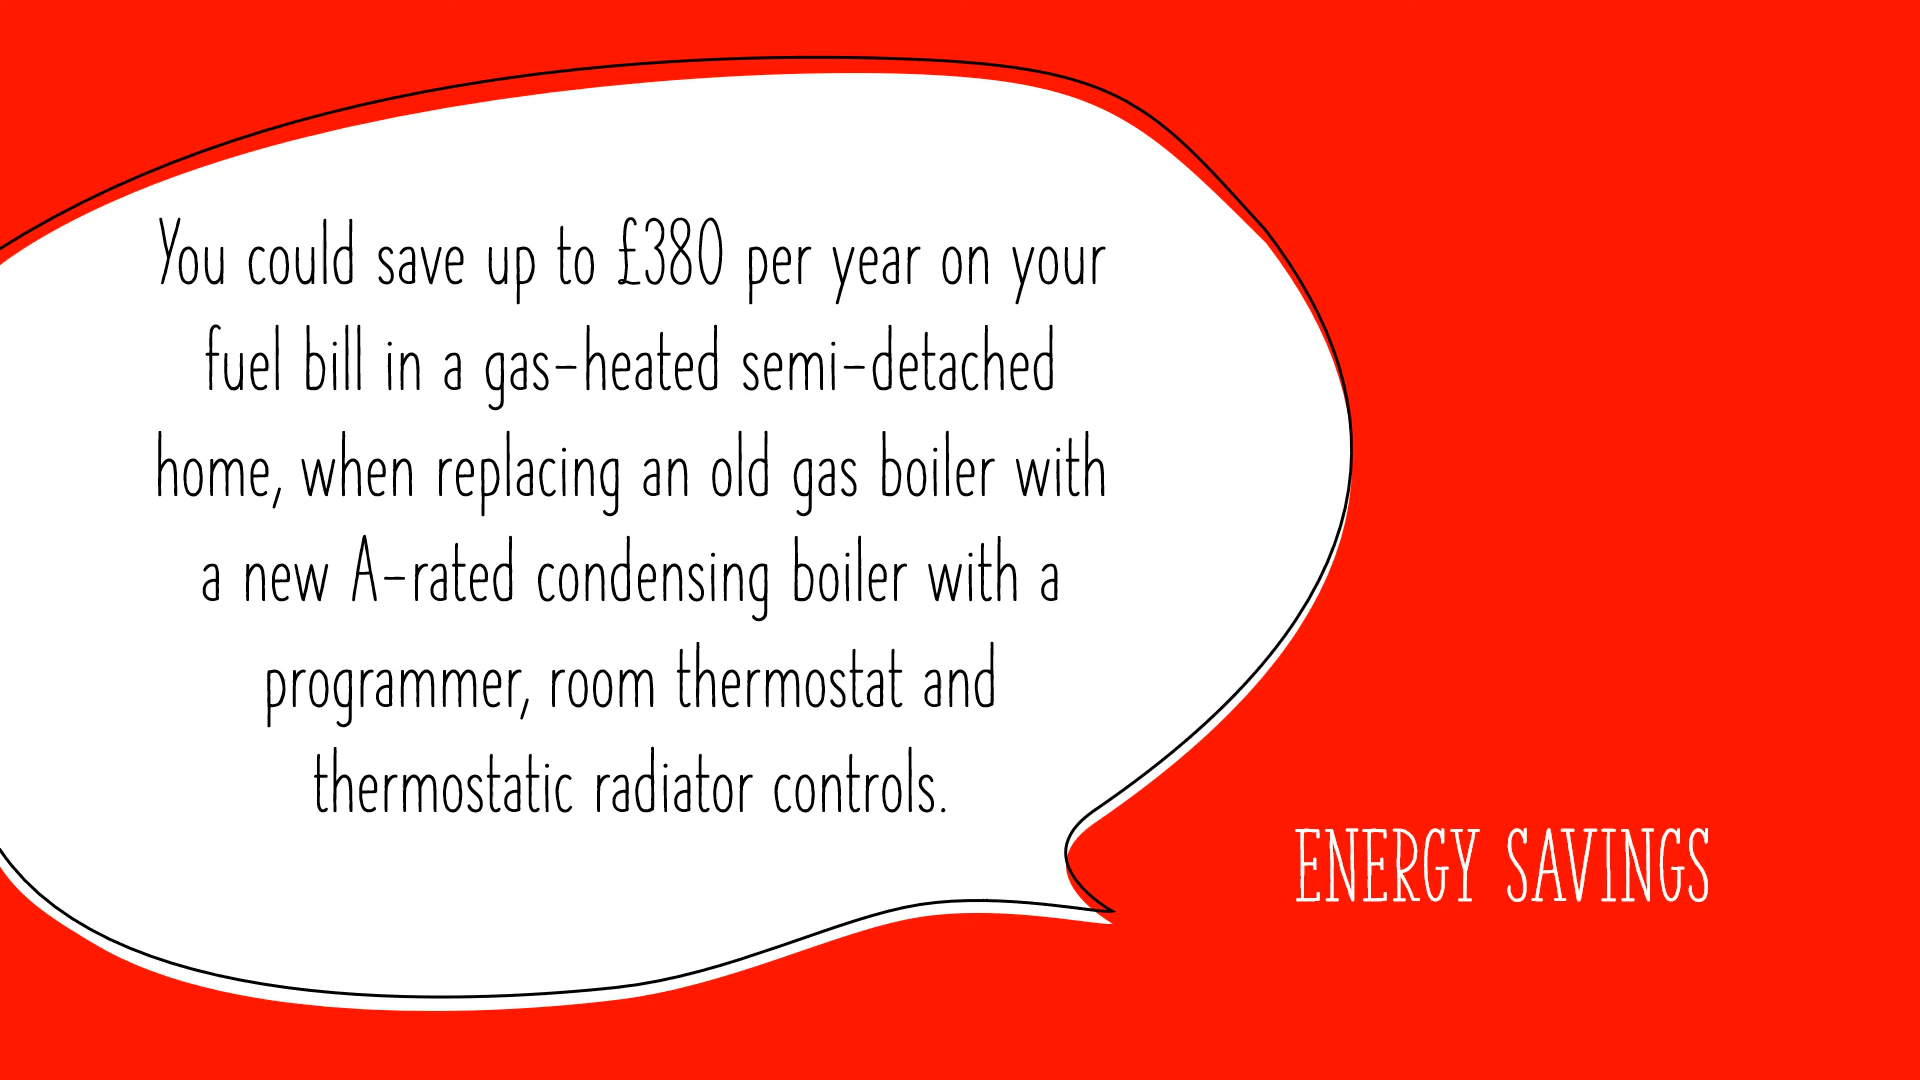 You could save up to £380 per year on your
fuel bill in a gas-heated semi-detached
home, when replacing an old gas boiler with
a new A-rated condensing boiler with a
programmer, room thermostat and
thermostatic radiator controls.
ENERGY SAVINGS